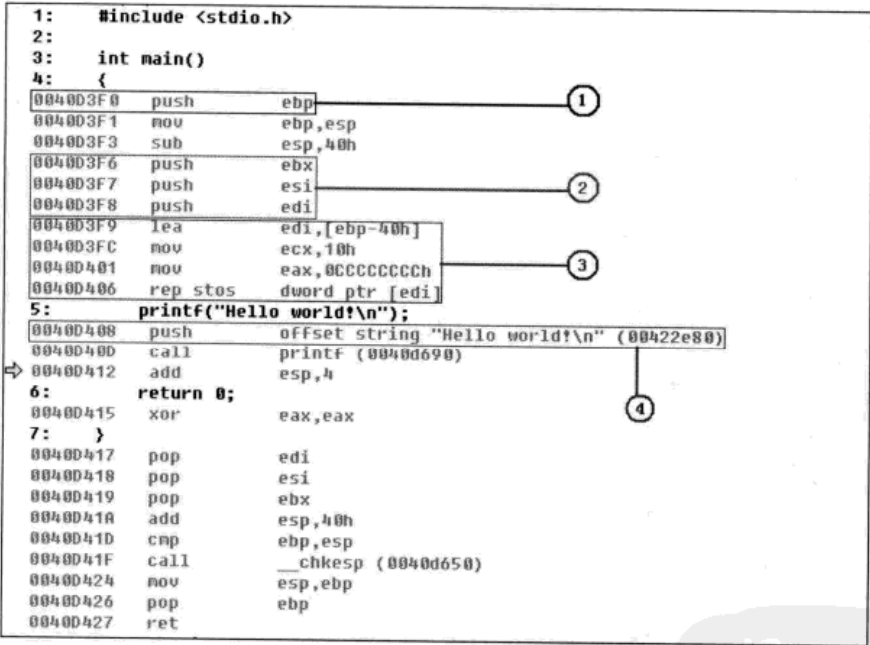 1: #include <stdio.h>
2:
3: int main()
4: {
0040D3F0 push ebp
0040D3F1 mov ebp,esp
0040D3F3 sub esp,40h
0040D3F6 push ebx
0040D3F7 push esi
0040D3F8 push edi
0040D3F9 lea edi,[ebp-40h]
0040D3FC mov ecx,10h
0040D401 mov eax,0CCCCCCCCh
0040D406 rep stos dword ptr [edi]
5: printf("Hello world!\n");
0040D408 push offset string "Hello world!\n" (00422e80)
0040D40D call printf (0040d690)
0040D412 add esp,4
6: return 0;
0040D415 xor eax,eax
7: }
0040D417 pop edi
0040D418 pop esi
0040D419 pop ebx
0040D41A add esp,40h
0040D41D cmp ebp,esp
0040D41F call __chkesp (0040d650)
0040D424 mov esp,ebp
0040D426 pop ebp
0040D427 ret
1
2
3
4